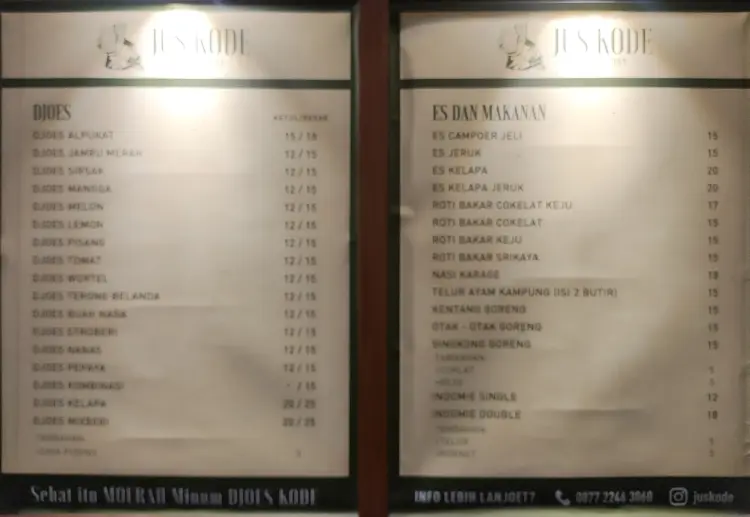 JUS KODE
DJOES
DJOES ALPUKAT 15 / 18
DJOES JAMBU MERAH 12 / 15
DJOES SIRSAK 12 / 15
DJOES MANGGA 12 / 15
DJOES MELON 12 / 15
DJOES LEMON 12 / 15
DJOES PISANG 12 / 15
DJOES TOMAT 12 / 15
DJOES WORTEL 12 / 15
DJOES TERONG BELANDA 12 / 15
DJOES BUAH NAGA 12 / 15
DJOES STROBERI 12 / 15
DJOES NANAS 12 / 15
DJOES PEPAYA 12 / 15
DJOES KOMBINASI - / 15
DJOES KELAPA 20 / 25
DJOES MIXBERI 20 / 25
TAMBAHAN
Sehat itu MOERAH Minum DJOES KODE
JUS KODE
ES DAN MAKANAN
ES CAMPOER JELI 15
ES JERUK 15
ES KELAPA 20
ES KELAPA JERUK 20
ROTI BAKAR COKELAT KEJU 17
ROTI BAKAR COKELAT 15
ROTI BAKAR KEJU 15
ROTI BAKAR SRIKAYA 15
NASI KARAGE 18
TELUR AYAM KAMPUNG (ISI 2 BUTIR) 15
KENTANG GORENG 15
OTAK - OTAK GORENG 15
SINGKONG GORENG 15
TAMBAHAN
INDOMIE SINGLE 12
INDOMIE DOUBLE 18
TAMBAHAN
INFO LEBIH LANJOET? 0877 2246 3060 juskode